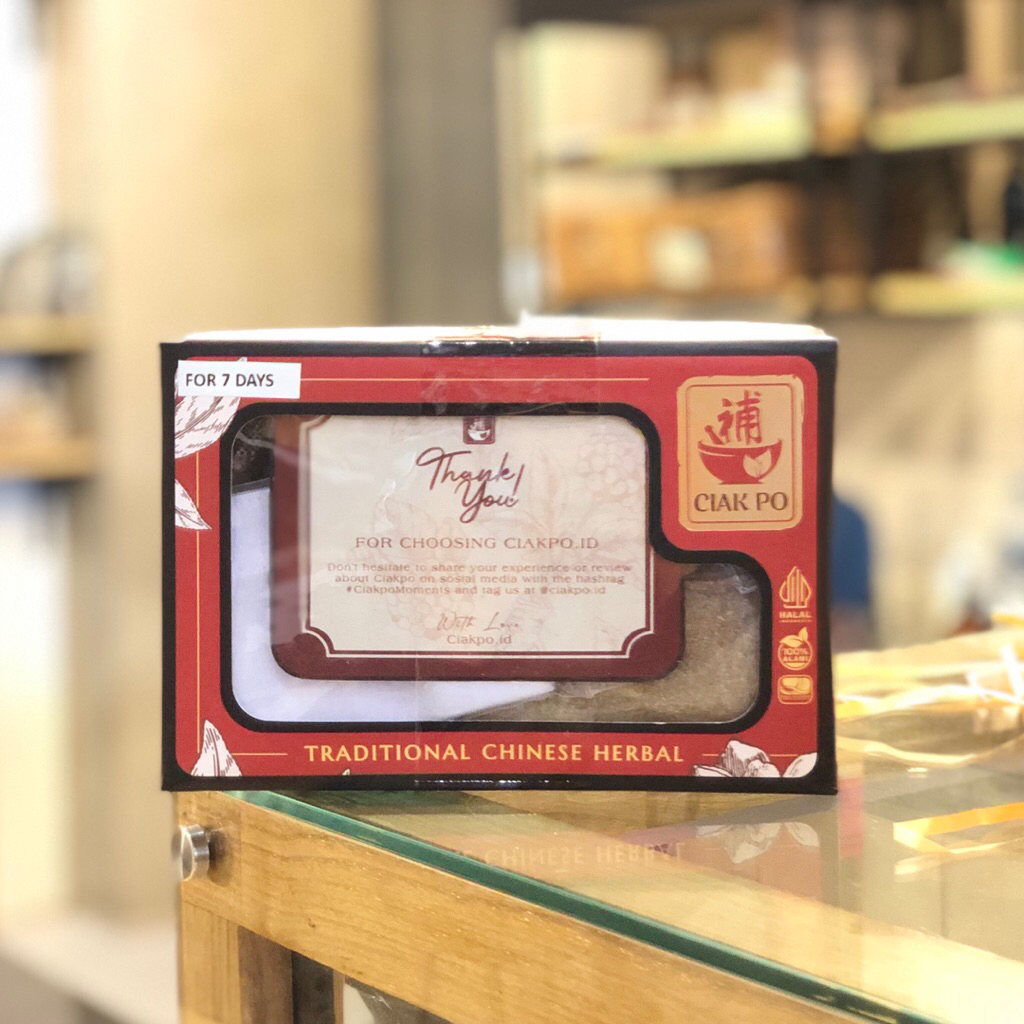 FOR 7 DAYS
補
CIAK PO
Thank
You!
FOR CHOOSING CIAKPO.ID
Don't hesitate to share your experience or review
about Ciakpo on sostal media with the hashtag
#CiakpoMoments and tag us at @ciakpo.id
With Love
Ciakpo.id
HALAL
INDONESIA
100%
ALAMI
TRADITIONAL CHINESE HERBAL